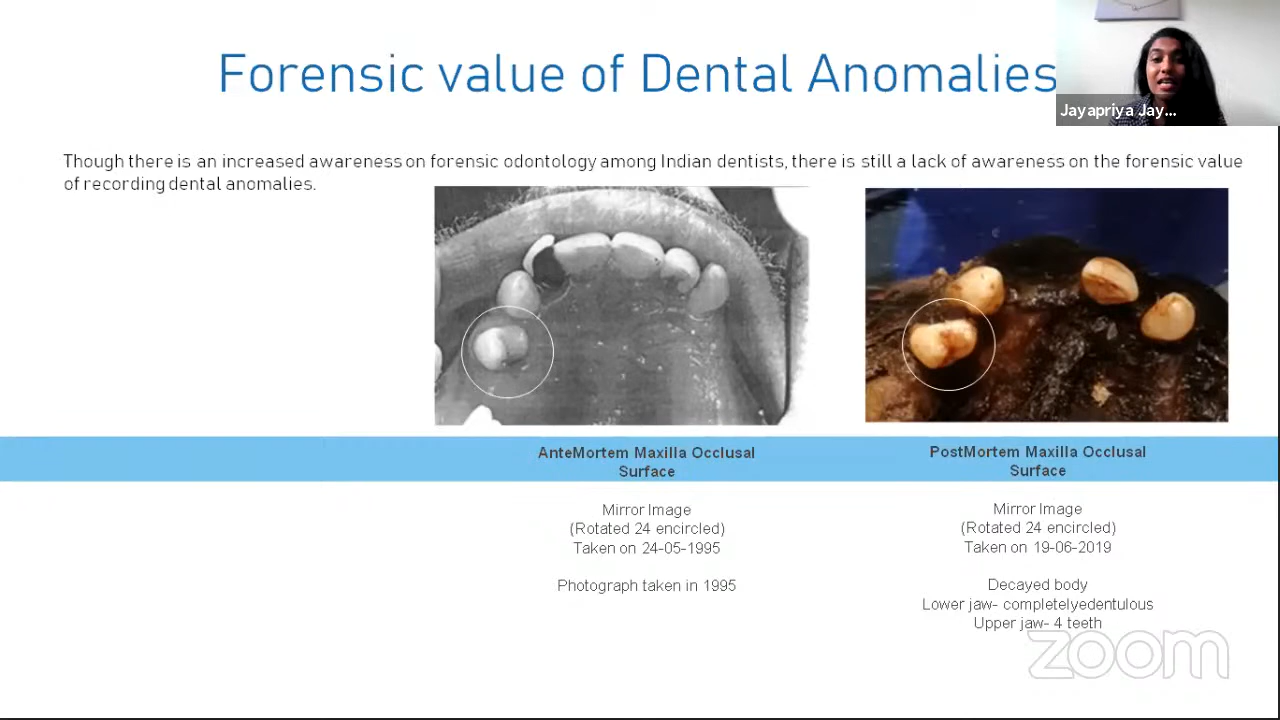 Forensic value of Dental Anomalies
Jayapriya Jay...
Though there is an increased awareness on forensic odontology among Indian dentists, there is still a lack of awareness on the forensic value
of recording dental anomalies.
AnteMortem Maxilla Occlusal
Surface
PostMortem Maxilla Occlusal
Surface
Mirror Image
(Rotated 24 encircled)
Taken on 24-05-1995
Photograph taken in 1995
Mirror Image
(Rotated 24 encircled)
Taken on 19-06-2019
Decayed body
Lower jaw- completelyedentulous
Upper jaw- 4 teeth
zoom